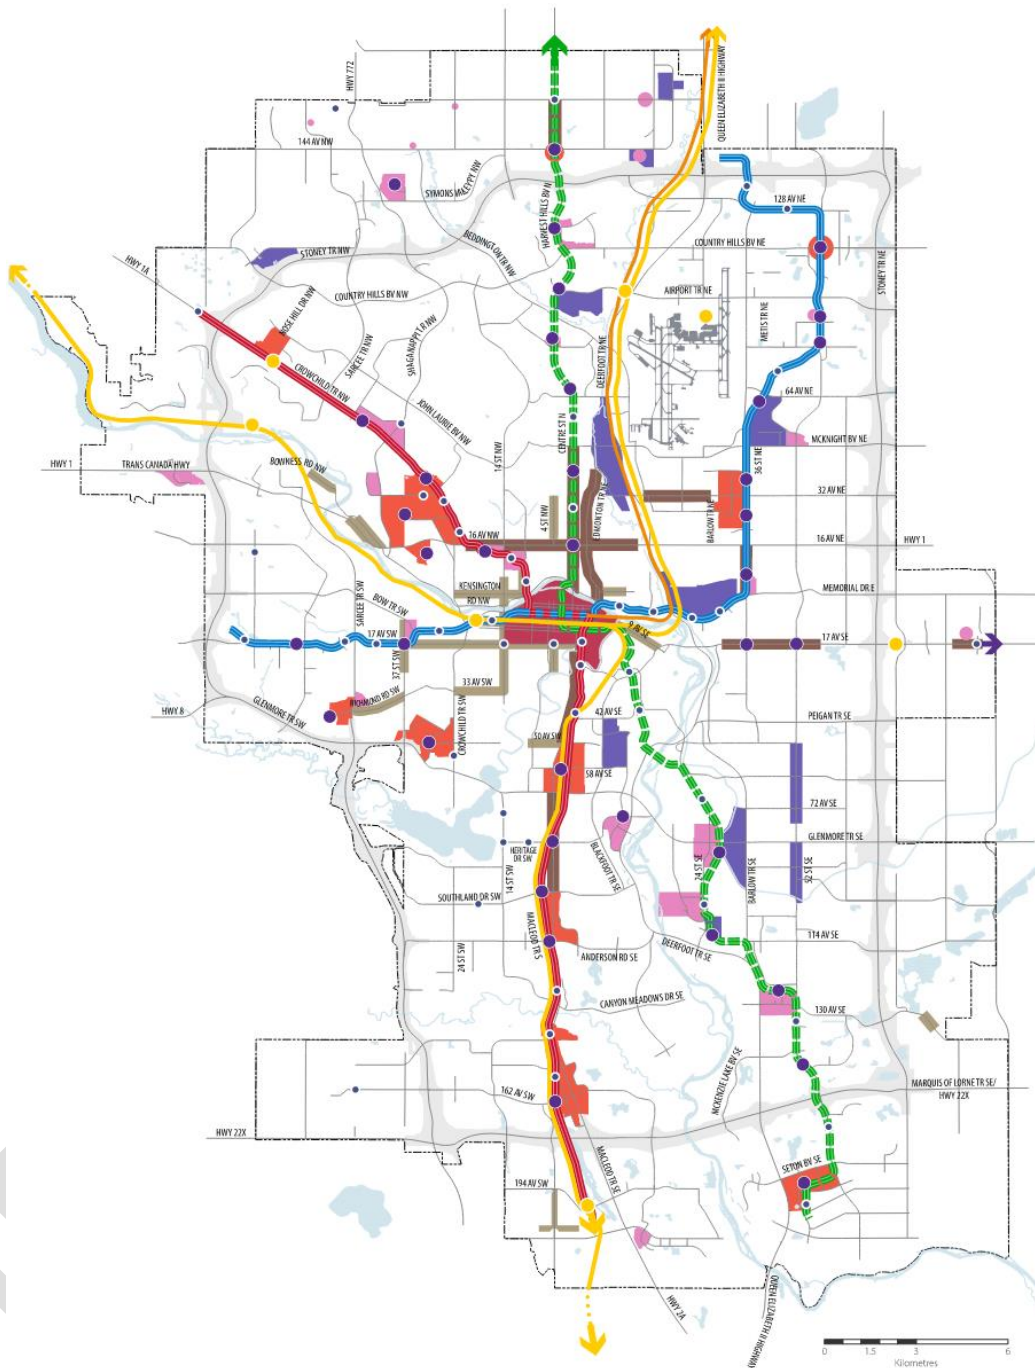 HWY 772
QUEEN ELIZABETH II HIGHWAY
144 AV NW
SYMONS VALLEY PY NW
128 AV NE
HARVEST HILLS BV N
BEDDINGTON TR NW
COUNTRY HILLS BV NE
STONEY TR NW
STONEY TR NE
HWY 1A
COUNTRY HILLS BV NW
AIRPORT TR NE
METIS TR NE
NOSE HILL DR NW
SARCEE TR NW
SHAGANAPPI TR NW
DEERFOOT TR NE
CROWCHILD TR NW
64 AV NE
JOHN LAURIE BV NW
CENTRE ST N
MCKNIGHT BV NE
14 ST NW
36 ST NE
HWY 1
TRANS CANADA HWY
BOWNESS RD NW
32 AV NE
4 ST NW
EDMONTON TR NE
BARLOW TR NE
16 AV NW
16 AV NE
HWY 1
KENSINGTON
RD NW
MEMORIAL DR E
SARCEE TR SW
BOW TR SW
17 AV SW
9 AV SE
17 AV SE
37 ST SW
33 AV SW
RICHMOND RD SW
GLENMORE TR SW
HWY 8
CROWCHILD TR SW
42 AV SE
PEIGAN TR SE
50 AV SW
58 AV SE
72 AV SE
GLENMORE TR SE
HERITAGE
DR SW
14 ST SW
BLACKFOOT TR SE
24 ST SE
BARLOW TR SE
52 ST SE
SOUTHLAND DR SW
MACLEOD TR S
24 ST SW
DEERFOOT TR SE
114 AV SE
ANDERSON RD SE
CANYON MEADOWS DR SE
130 AV SE
MCKENZIE LAKE BV SE
162 AV SW
MARQUIS OF LORNE TR SE/
HWY 22X
HWY 22X
MACLEOD TR SE
SETON BV SE
194 AV SW
HWY 2A
QUEEN ELIZABETH II HIGHWAY
0 1.5 3 6
Kilometres